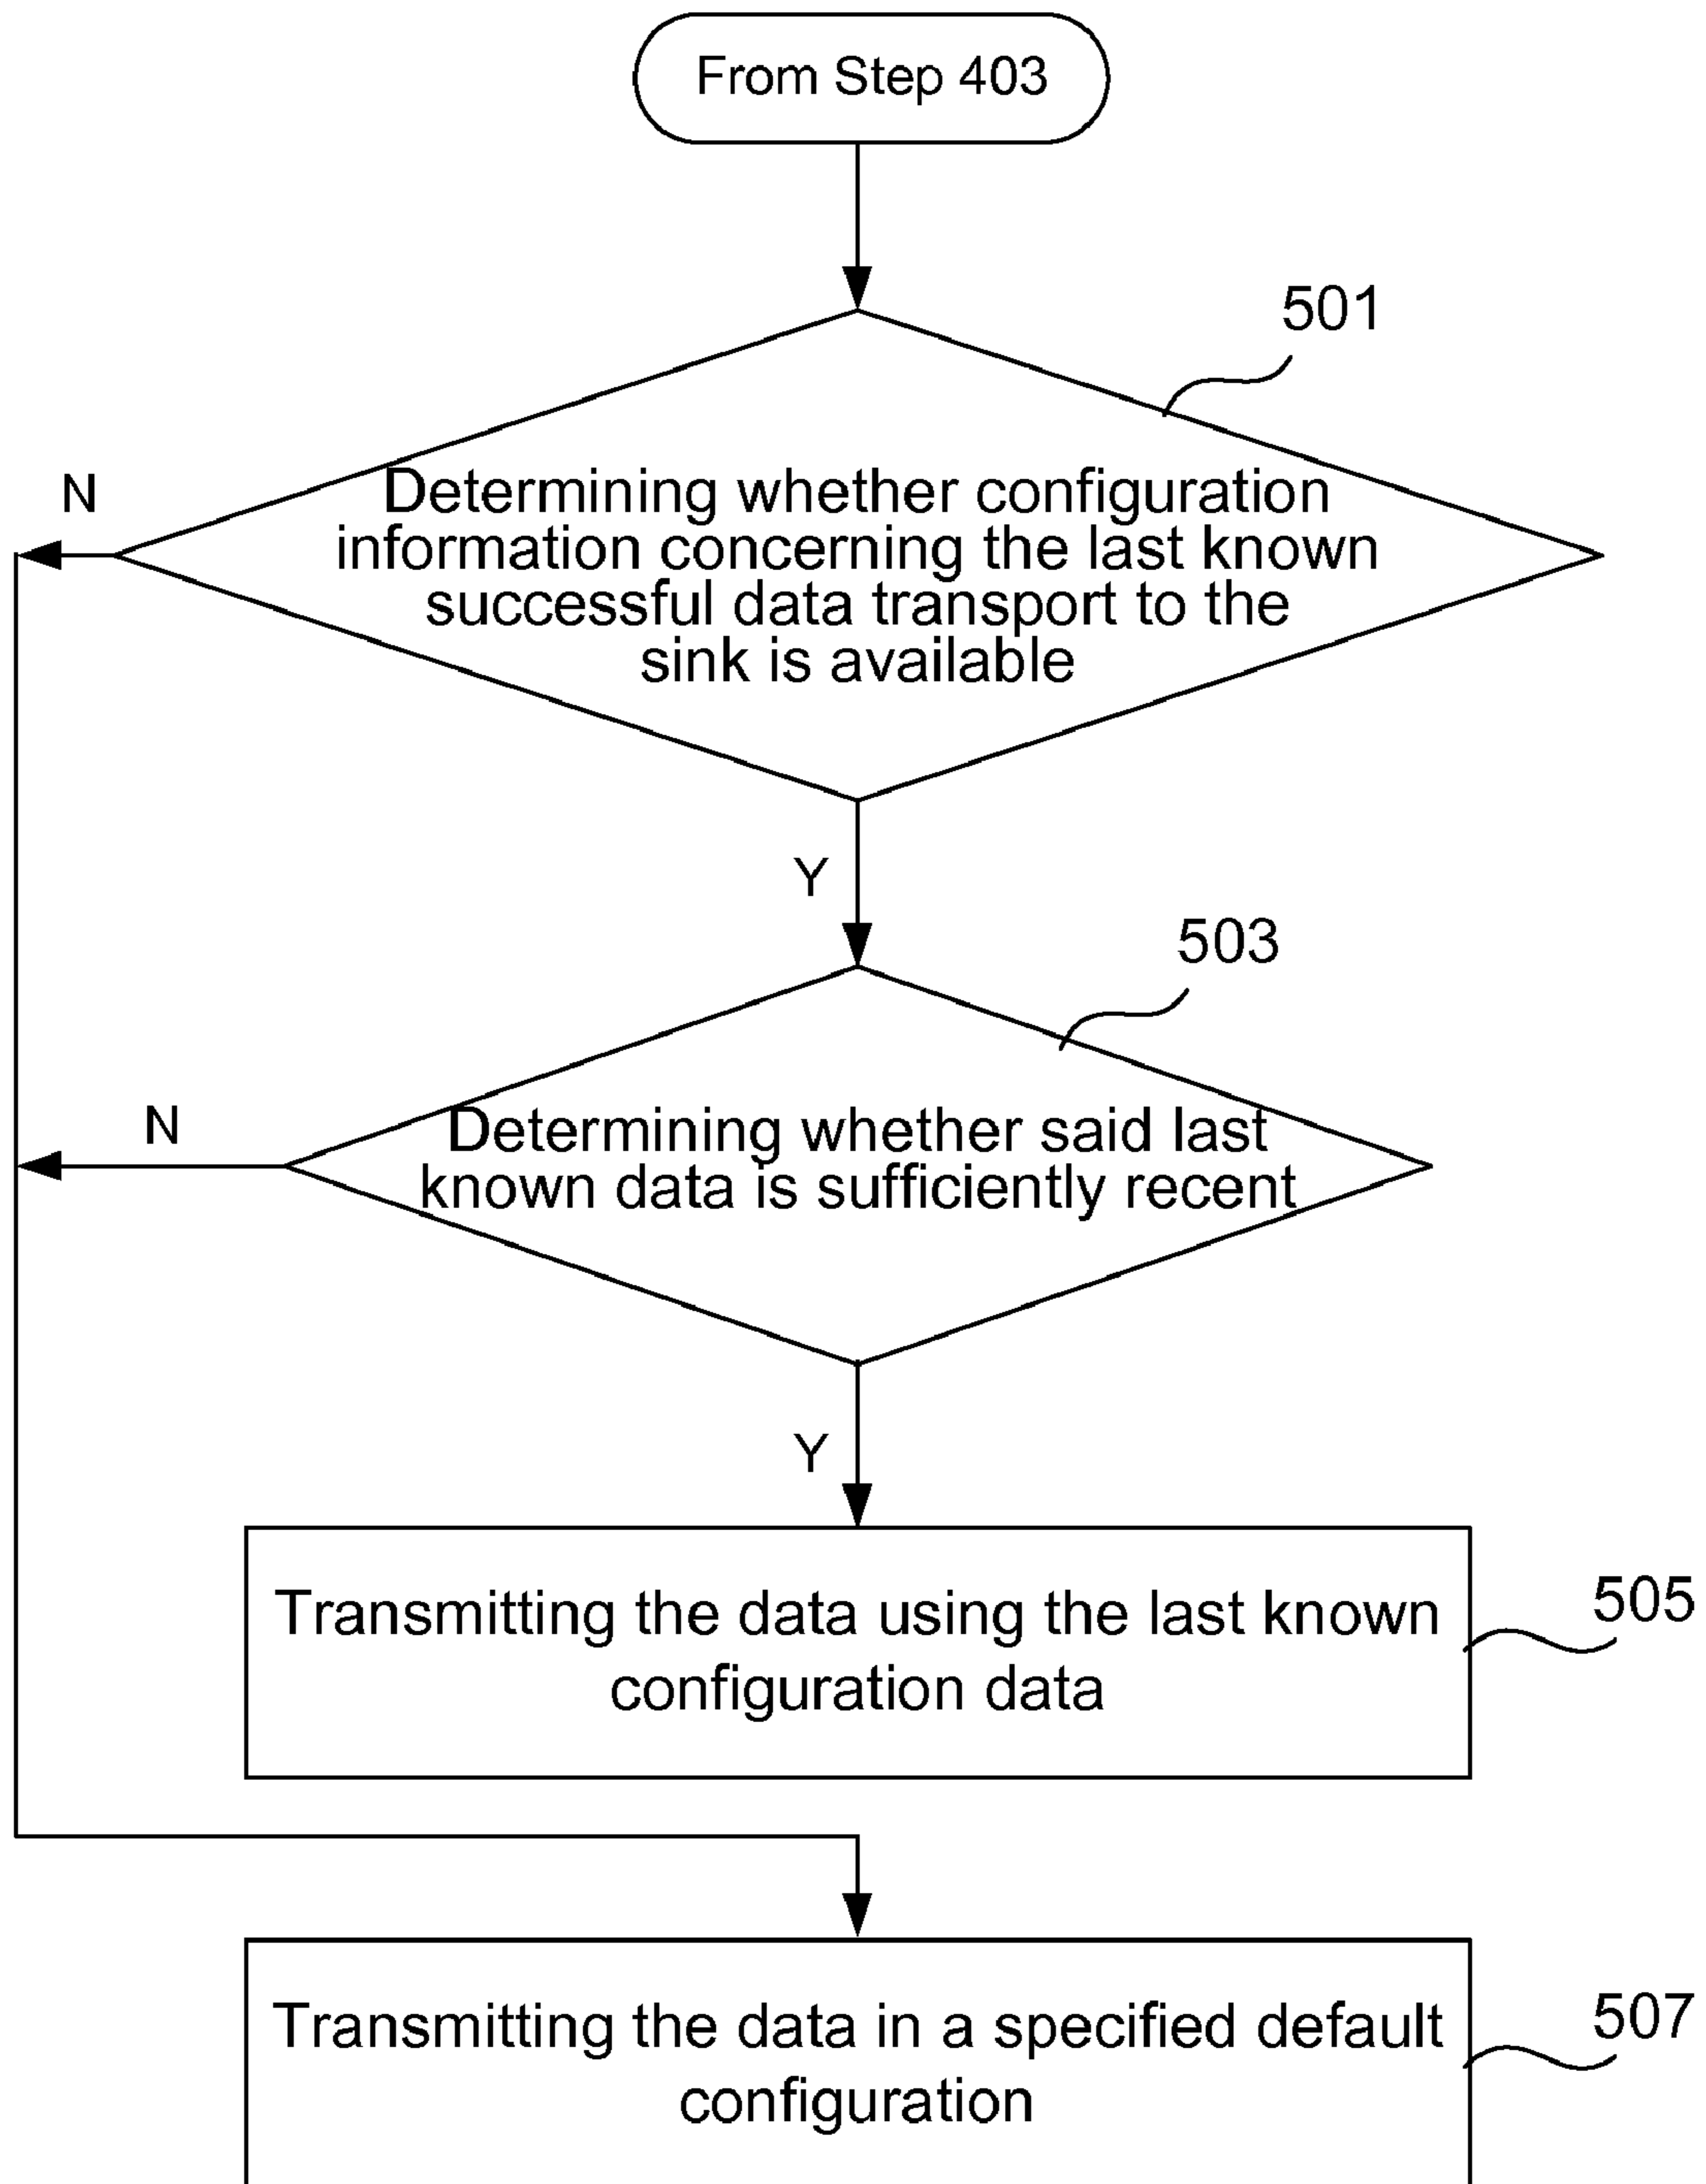 From Step 403
501
N
Determining whether configuration
information concerning the last known
successful data transport to the
sink is available
Y
503
N
Determining whether said last
known data is sufficiently recent
Y
505
Transmitting the data using the last known
configuration data
507
Transmitting the data in a specified default
configuration